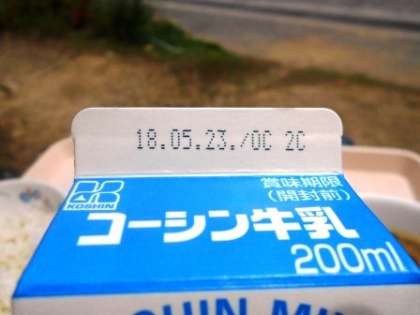 18.05.23./OC 2C
賞味期限
(開封前)
KOSHIN
コーシン牛乳
200ml